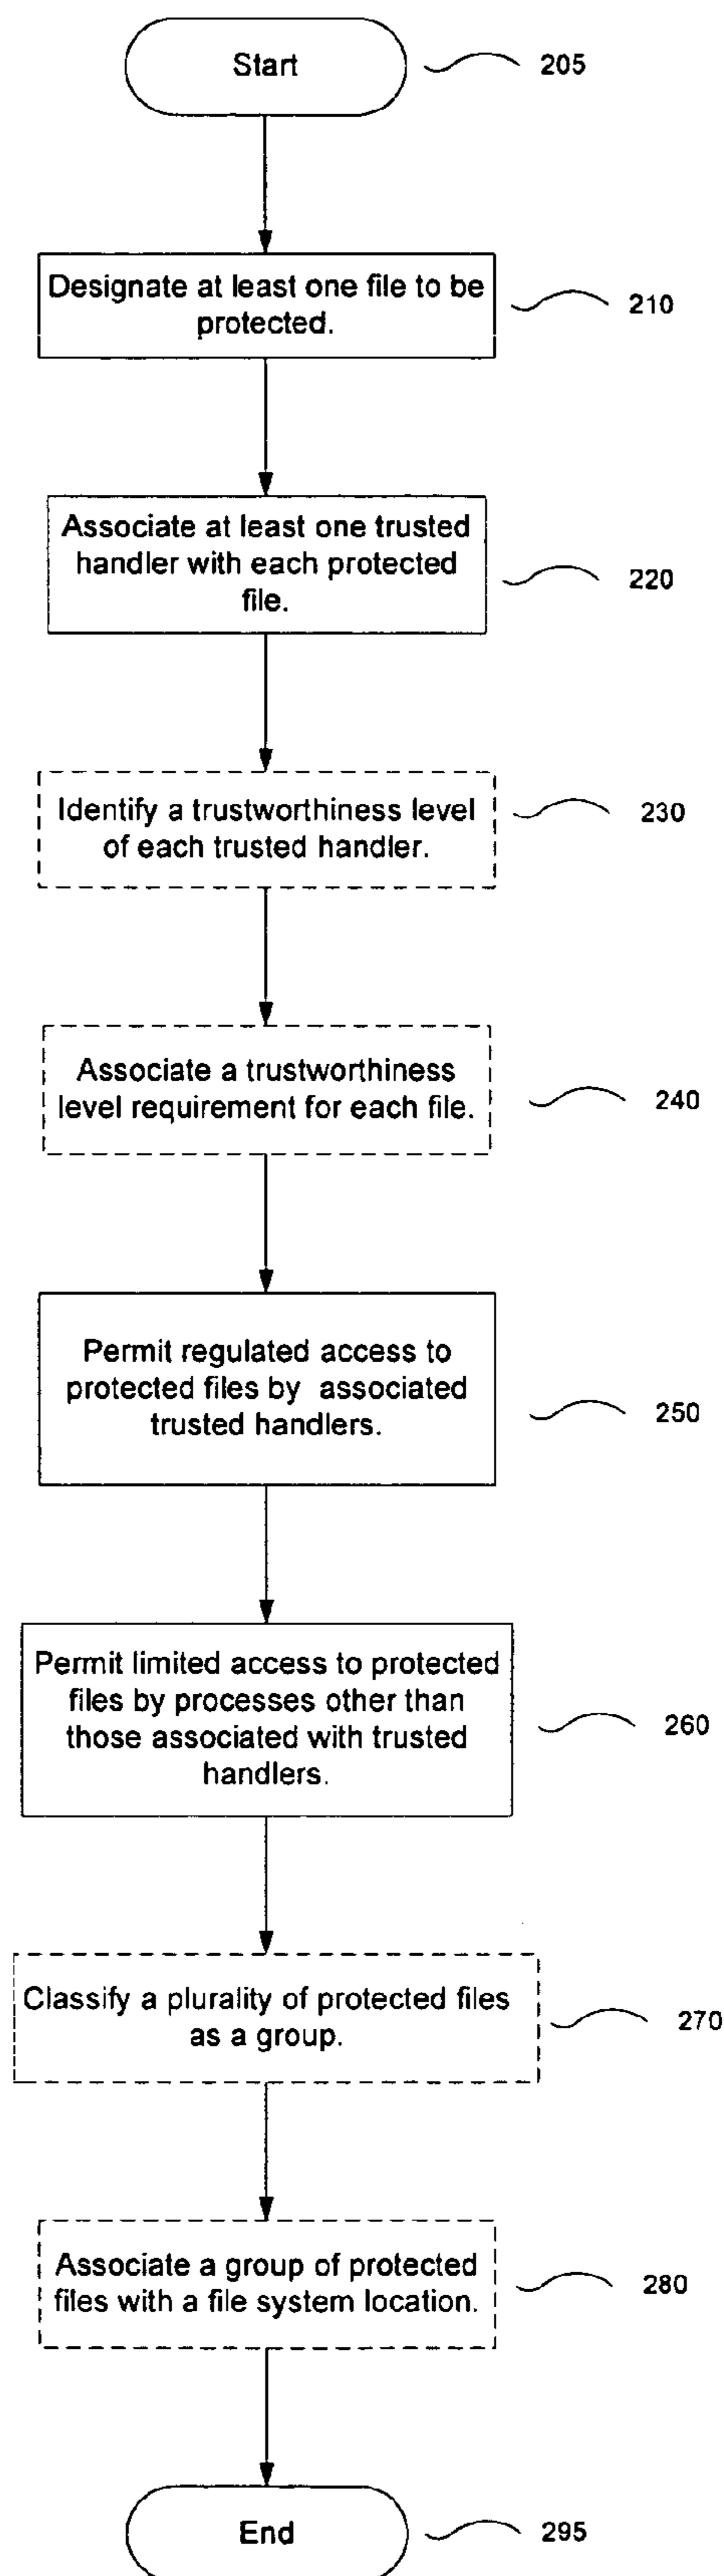 Start
205
Designate at least one file to be
protected.
210
Associate at least one trusted
handler with each protected
file.
220
Identify a trustworthiness level
of each trusted handler.
230
Associate a trustworthiness
level requirement for each file.
240
Permit regulated access to
protected files by associated
trusted handlers.
250
Permit limited access to protected
files by processes other than
those associated with trusted
handlers.
260
Classify a plurality of protected files
as a group.
270
Associate a group of protected
files with a file system location.
280
End
295